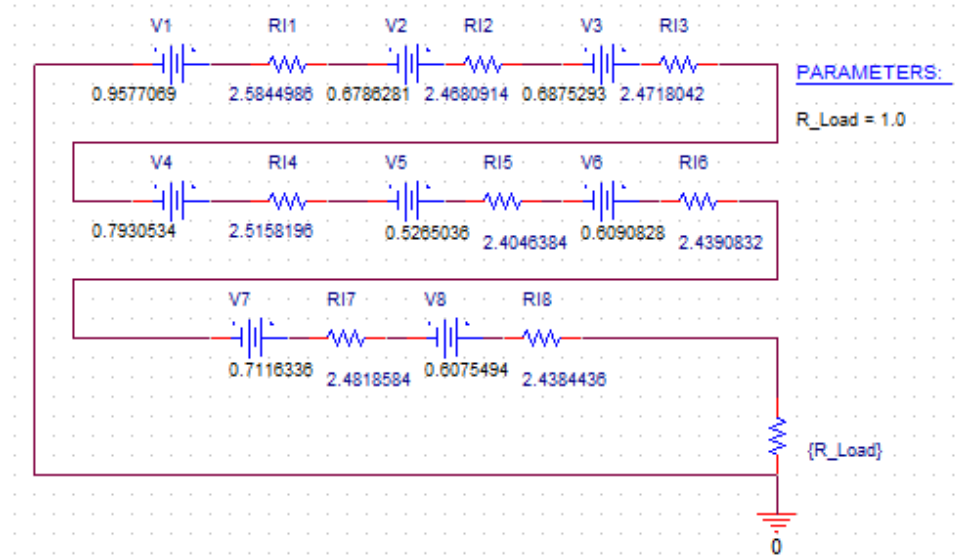 V1 RI1 V2 RI2 V3 RI3
0.9577069 2.5844986 0.6786281 2.4680914 0.6875293 2.4718042
PARAMETERS:
R_Load = 1.0
V4 RI4 V5 RI5 V6 RI6
0.7930534 2.5158196 0.5265036 2.4046384 0.6090828 2.4390832
V7 RI7 V8 RI8
0.7116336 2.4818584 0.6075494 2.4384436
{R_Load}
0